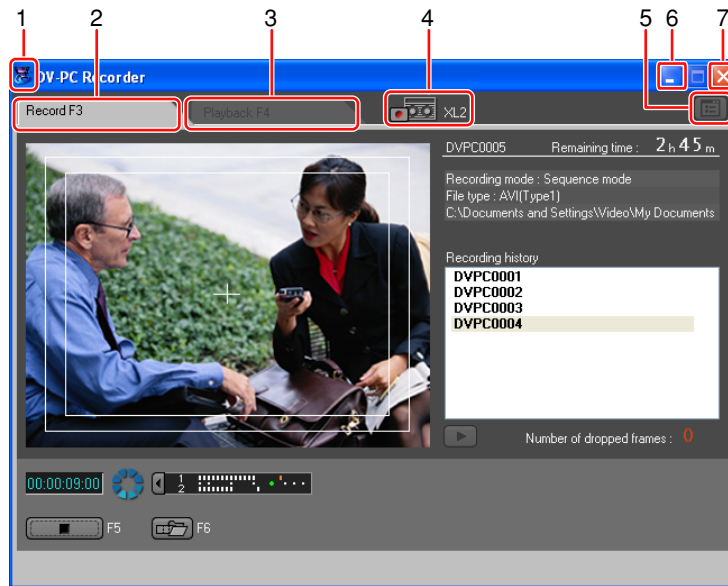 1 2 3 4 5 6 7
DV-PC Recorder
Record F3
Playback F4
XL2
DVPC0005 Remaining time : 2 h 45 m
Recording mode : Sequence mode
File type : AVI(Type1)
C:\Documents and Settings\Video\My Documents
Recording history
DVPC0001
DVPC0002
DVPC0003
DVPC0004
Number of dropped frames : 0
00:00:09:00
1
2
F5
F6